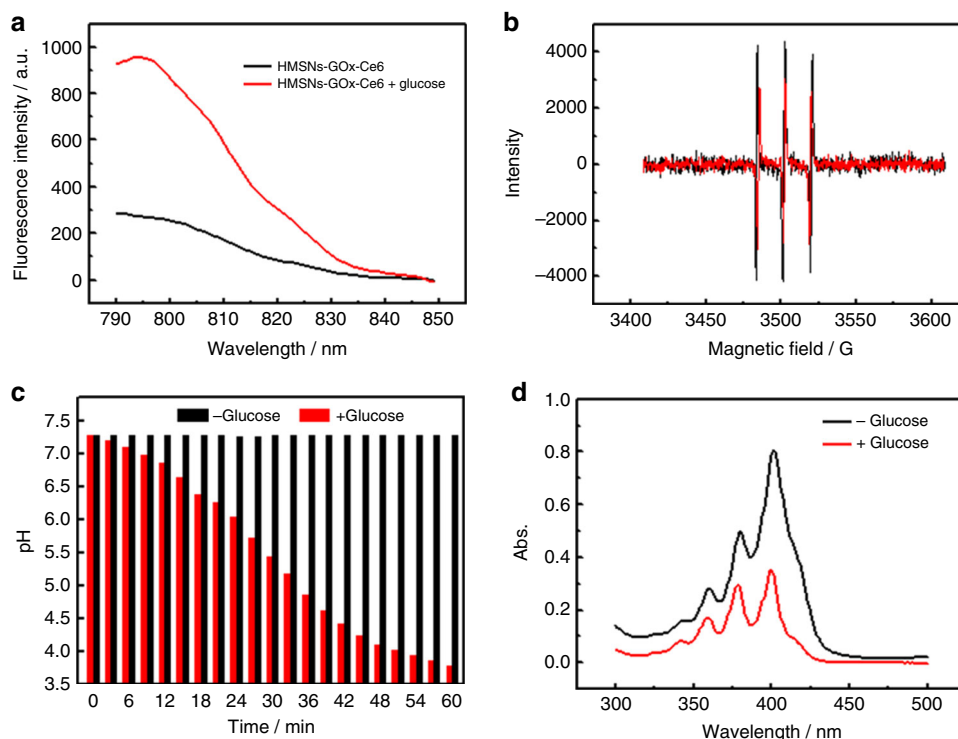 a
1000
800
600
400
200
0
Fluorescence intensity / a.u.
HMSNs-GOx-Ce6
HMSNs-GOx-Ce6 + glucose
790 800 810 820 830 840 850
Wavelength / nm
b
4000
2000
0
−2000
−4000
Intensity
3400 3450 3500 3550 3600
Magnetic field / G
c
7.5
7.0
6.5
6.0
5.5
5.0
4.5
4.0
3.5
pH
−Glucose +Glucose
0 6 12 18 24 30 36 42 48 54 60
Time / min
d
1.0
0.8
0.6
0.4
0.2
0.0
Abs.
− Glucose
+ Glucose
300 350 400 450 500
Wavelength / nm